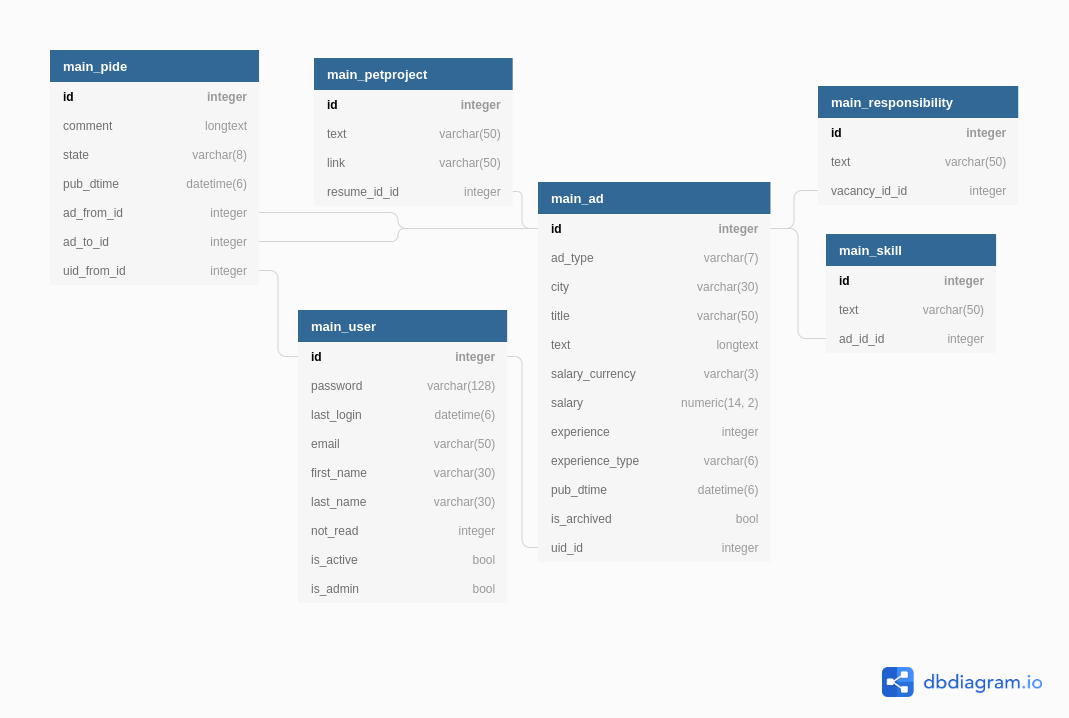 main_pide
id integer
comment longtext
state varchar(8)
pub_dtime datetime(6)
ad_from_id integer
ad_to_id integer
uid_from_id integer
main_petproject
id integer
text varchar(50)
link varchar(50)
resume_id_id integer
main_user
id integer
password varchar(128)
last_login datetime(6)
email varchar(50)
first_name varchar(30)
last_name varchar(30)
not_read integer
is_active bool
is_admin bool
main_ad
id integer
ad_type varchar(7)
city varchar(30)
title varchar(50)
text longtext
salary_currency varchar(3)
salary numeric(14, 2)
experience integer
experience_type varchar(6)
pub_dtime datetime(6)
is_archived bool
uid_id integer
main_responsibility
id integer
text varchar(50)
vacancy_id_id integer
main_skill
id integer
text varchar(50)
ad_id_id integer
dbdiagram.io